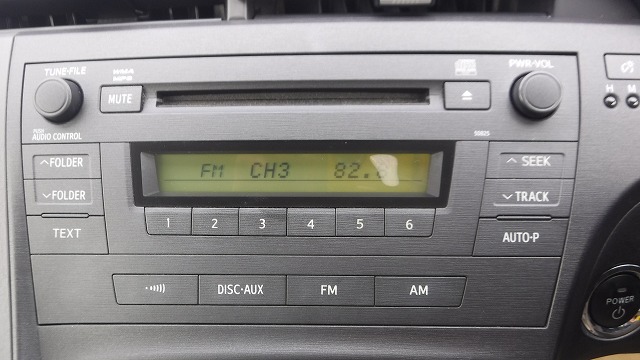 TUNE•FILE
WMA
MP3
MUTE
PWR•VOL
PUSH
AUDIO CONTROL
50825
H M
FOLDER
FOLDER
TEXT
FM CH3 82.
SEEK
TRACK
AUTO•P
1 2 3 4 5 6
DISC•AUX FM AM
POWER